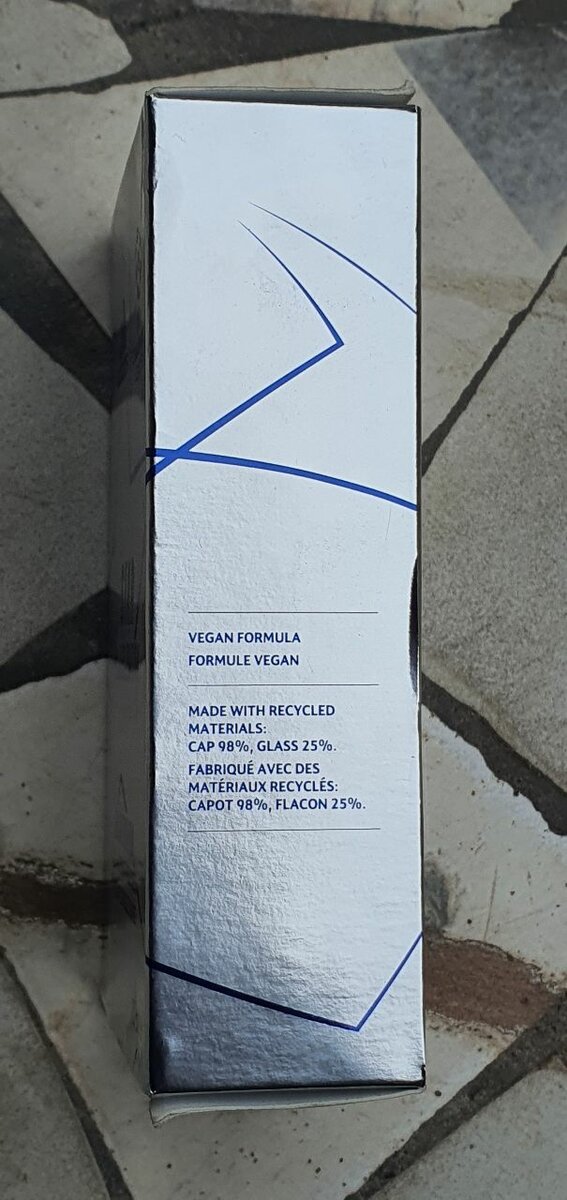 VEGAN FORMULA
FORMULE VEGAN
MADE WITH RECYCLED
MATERIALS:
CAP 98%, GLASS 25%.
FABRIQUÉ AVEC DES
MATÉRIAUX RECYCLÉS:
CAPOT 98%, FLACON 25%.